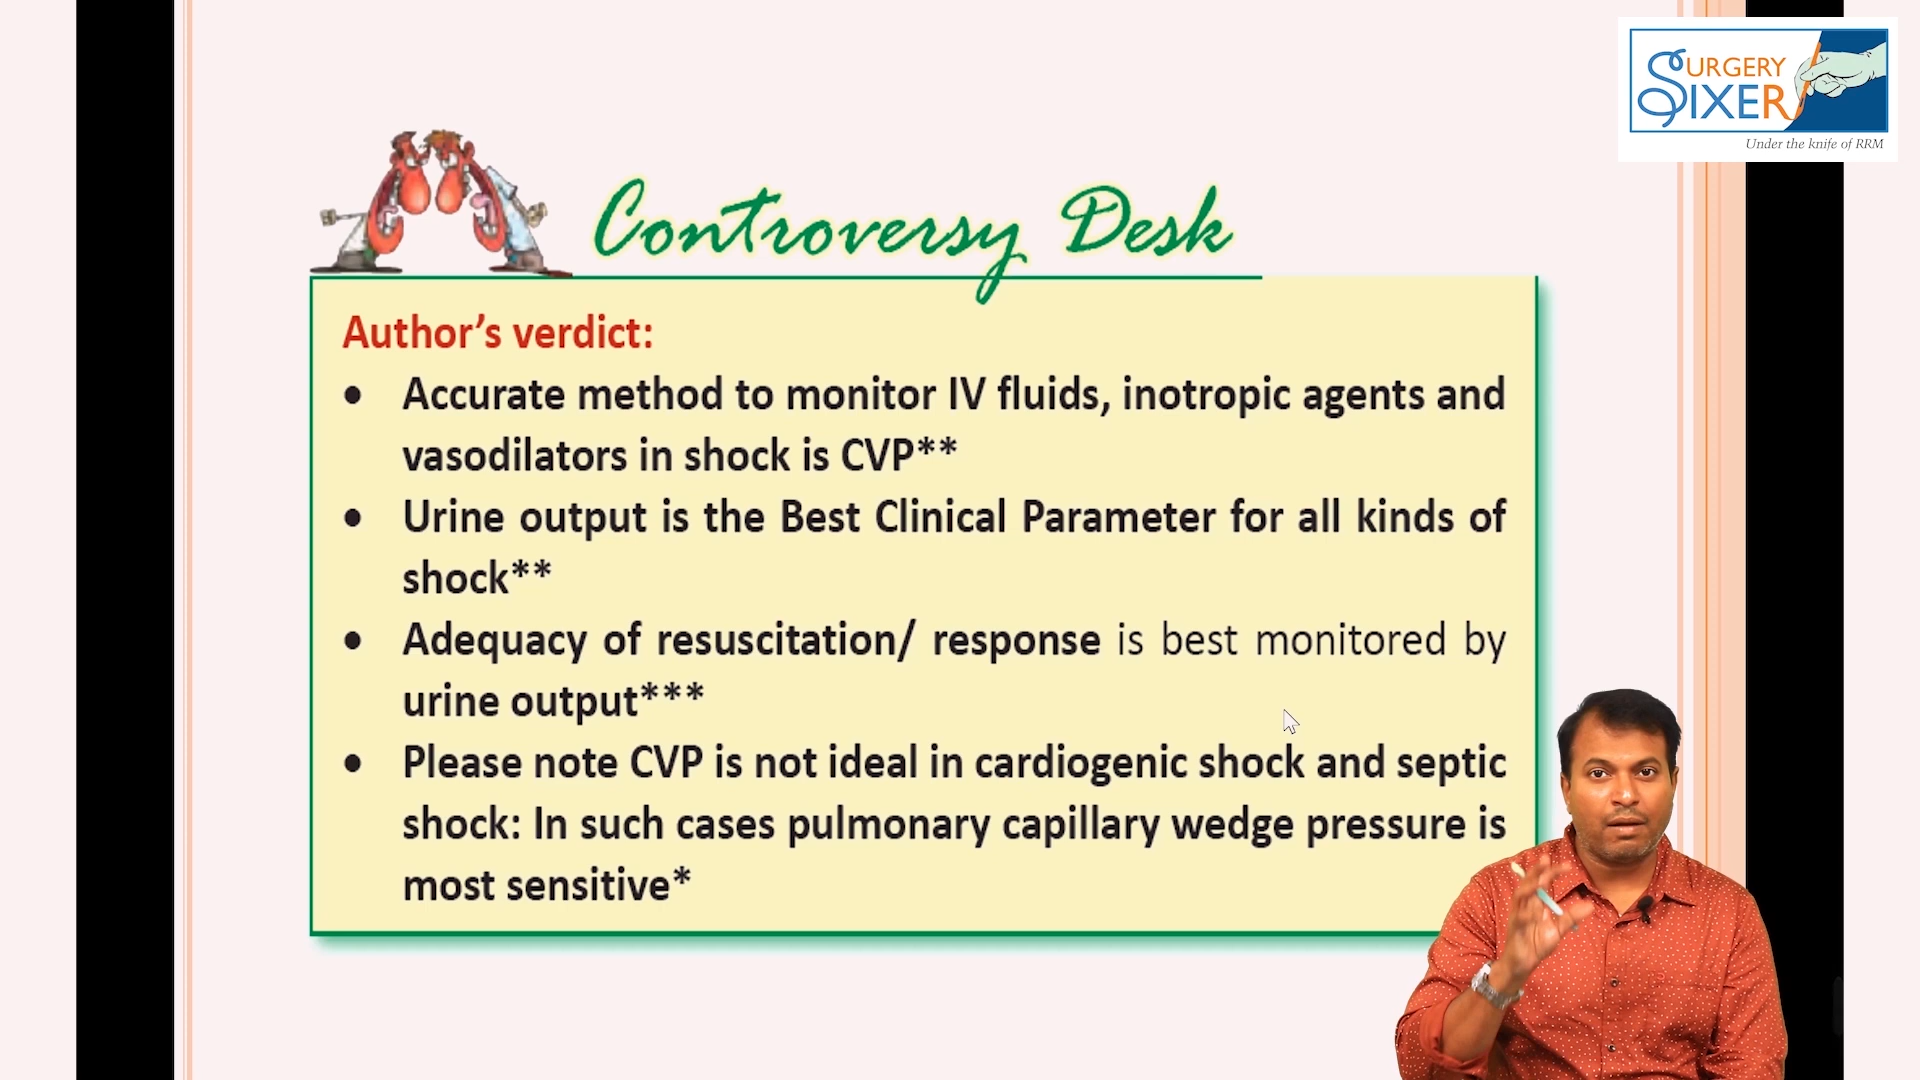 SURGERY
SIXER
Under the knife of RRM
Controversy Desk
Author's verdict:
• Accurate method to monitor IV fluids, inotropic agents and
vasodilators in shock is CVP**
• Urine output is the Best Clinical Parameter for all kinds of
shock**
• Adequacy of resuscitation/ response is best monitored by
urine output***
• Please note CVP is not ideal in cardiogenic shock and septic
shock: In such cases pulmonary capillary wedge pressure is
most sensitive*